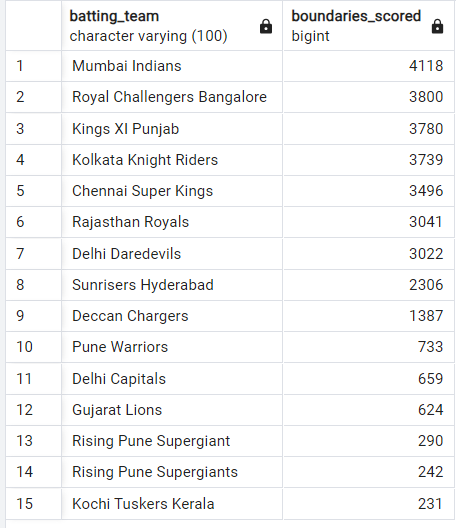 batting_team boundaries_scored
character varying (100) bigint
1 Mumbai Indians 4118
2 Royal Challengers Bangalore 3800
3 Kings XI Punjab 3780
4 Kolkata Knight Riders 3739
5 Chennai Super Kings 3496
6 Rajasthan Royals 3041
7 Delhi Daredevils 3022
8 Sunrisers Hyderabad 2306
9 Deccan Chargers 1387
10 Pune Warriors 733
11 Delhi Capitals 659
12 Gujarat Lions 624
13 Rising Pune Supergiant 290
14 Rising Pune Supergiants 242
15 Kochi Tuskers Kerala 231